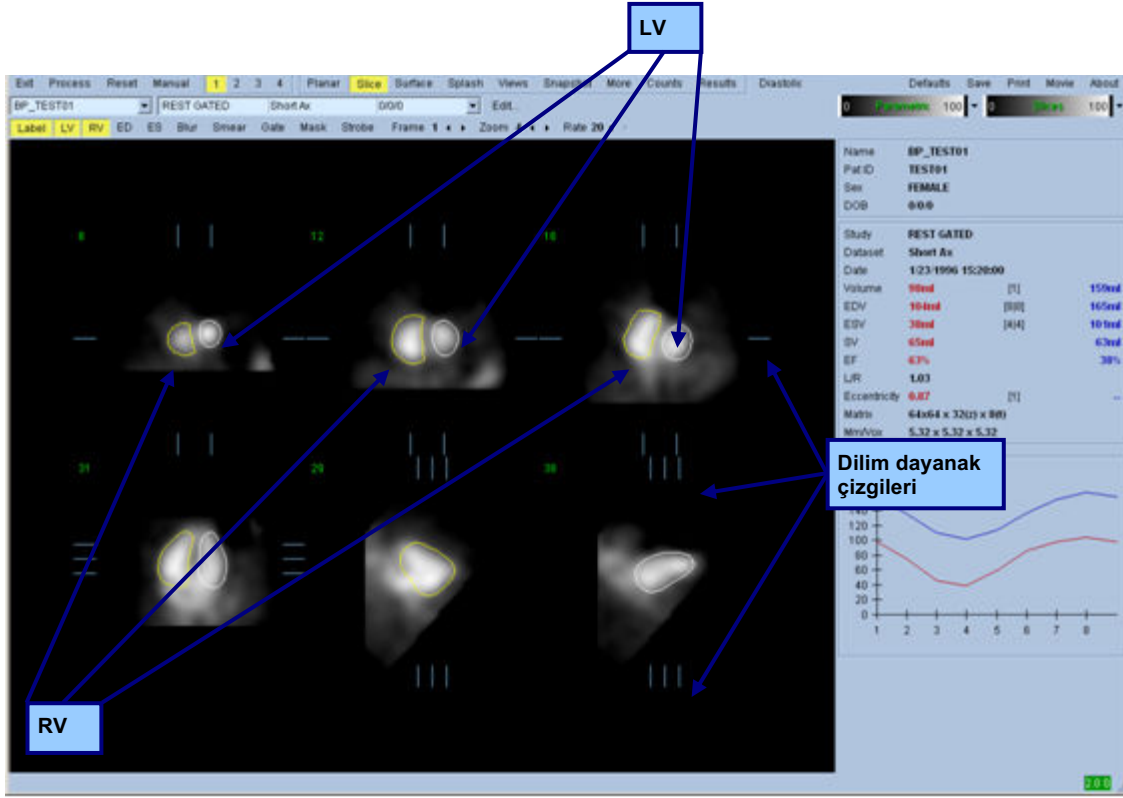 LV
Exit Process Reset Manual 1 2 3 4 Planar Slice Surface Splash Views Snapshot More Counts Results Diastolic Defaults Save Print Movie About
BP_TEST01 REST GATED Short Ax 0/0/0 Edit... 0 Parametric 100 0 Slices 100
Label LV RV ED ES Blur Smear Gate Mask Strobe Frame 1 Zoom Rate 20
Name BP_TEST01
Pat ID TEST01
Sex FEMALE
DOB 0/0/0
8 12 16
Study REST GATED
Dataset Short Ax
Date 1/23/1996 15:20:00
Volume 98ml [1] 159ml
EDV 104ml [8|8] 165ml
ESV 38ml [4|4] 101ml
SV 65ml 63ml
EF 63% 38%
L/R 1.03
Eccentricity 0.87 [1] --
Matrix 64x64 x 32(z) x 8(t)
Mm/Vox 5.32 x 5.32 x 5.32
Dilim dayanak
çizgileri
31 29 38
140
120
100
80
60
40
20
0
1 2 3 4 5 6 7 8
RV
208